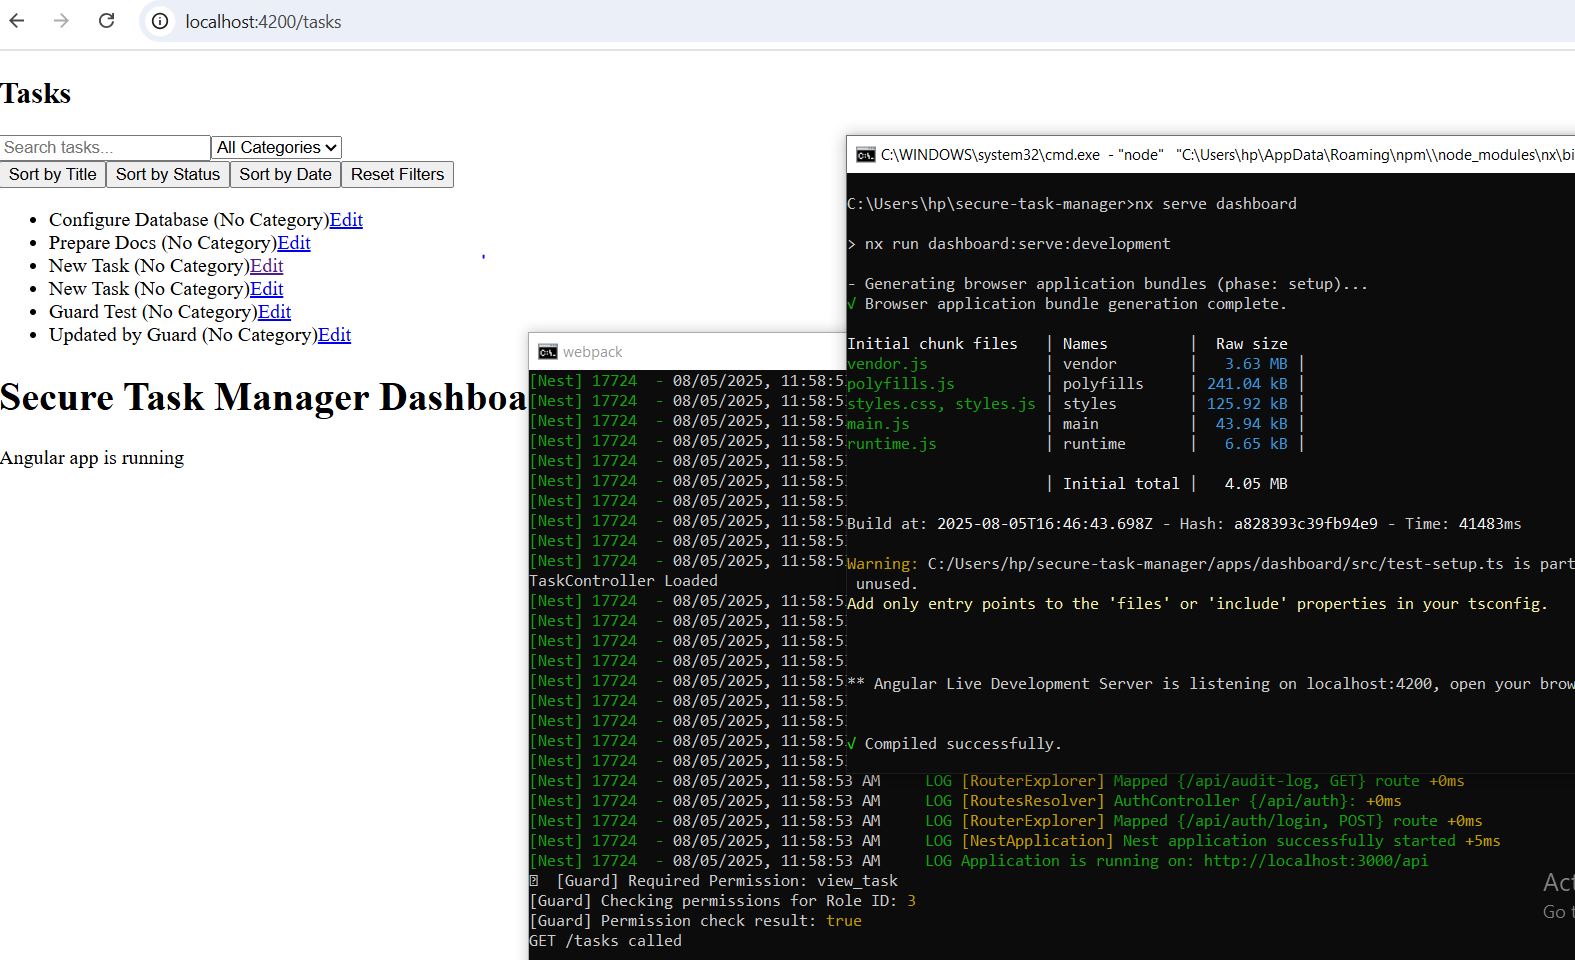 localhost:4200/tasks
Tasks
Search tasks...
All Categories
Sort by Title
Sort by Status
Sort by Date
Reset Filters
Configure Database (No Category)Edit
Prepare Docs (No Category)Edit
New Task (No Category)Edit
New Task (No Category)Edit
Guard Test (No Category)Edit
Updated by Guard (No Category)Edit
Secure Task Manager Dashboa
Angular app is running
C:\WINDOWS\system32\cmd.exe - "node" "C:\Users\hp\AppData\Roaming\npm\\node_modules\nx\bi
C:\Users\hp\secure-task-manager>nx serve dashboard
> nx run dashboard:serve:development
- Generating browser application bundles (phase: setup)...
√ Browser application bundle generation complete.
Initial chunk files | Names | Raw size
vendor.js | vendor | 3.63 MB |
polyfills.js | polyfills | 241.04 kB |
styles.css, styles.js | styles | 125.92 kB |
main.js | main | 43.94 kB |
runtime.js | runtime | 6.65 kB |
| Initial total | 4.05 MB
Build at: 2025-08-05T16:46:43.698Z - Hash: a828393c39fb94e9 - Time: 41483ms
Warning: C:/Users/hp/secure-task-manager/apps/dashboard/src/test-setup.ts is part
unused.
Add only entry points to the 'files' or 'include' properties in your tsconfig.
** Angular Live Development Server is listening on localhost:4200, open your brow
√ Compiled successfully.
webpack
[Nest] 17724 - 08/05/2025, 11:58:5
[Nest] 17724 - 08/05/2025, 11:58:5
[Nest] 17724 - 08/05/2025, 11:58:5
[Nest] 17724 - 08/05/2025, 11:58:5
[Nest] 17724 - 08/05/2025, 11:58:5
[Nest] 17724 - 08/05/2025, 11:58:5
[Nest] 17724 - 08/05/2025, 11:58:5
[Nest] 17724 - 08/05/2025, 11:58:5
[Nest] 17724 - 08/05/2025, 11:58:5
[Nest] 17724 - 08/05/2025, 11:58:5
TaskController Loaded
[Nest] 17724 - 08/05/2025, 11:58:5
[Nest] 17724 - 08/05/2025, 11:58:5
[Nest] 17724 - 08/05/2025, 11:58:5
[Nest] 17724 - 08/05/2025, 11:58:5
[Nest] 17724 - 08/05/2025, 11:58:5
[Nest] 17724 - 08/05/2025, 11:58:5
[Nest] 17724 - 08/05/2025, 11:58:5
[Nest] 17724 - 08/05/2025, 11:58:5
[Nest] 17724 - 08/05/2025, 11:58:5
[Nest] 17724 - 08/05/2025, 11:58:53 AM LOG [RouterExplorer] Mapped {/api/audit-log, GET} route +0ms
[Nest] 17724 - 08/05/2025, 11:58:53 AM LOG [RoutesResolver] AuthController {/api/auth}: +0ms
[Nest] 17724 - 08/05/2025, 11:58:53 AM LOG [RouterExplorer] Mapped {/api/auth/login, POST} route +0ms
[Nest] 17724 - 08/05/2025, 11:58:53 AM LOG [NestApplication] Nest application successfully started +5ms
[Nest] 17724 - 08/05/2025, 11:58:53 AM LOG Application is running on: http://localhost:3000/api
[Guard] Required Permission: view_task
[Guard] Checking permissions for Role ID: 3
[Guard] Permission check result: true
GET /tasks called
Act
Go t